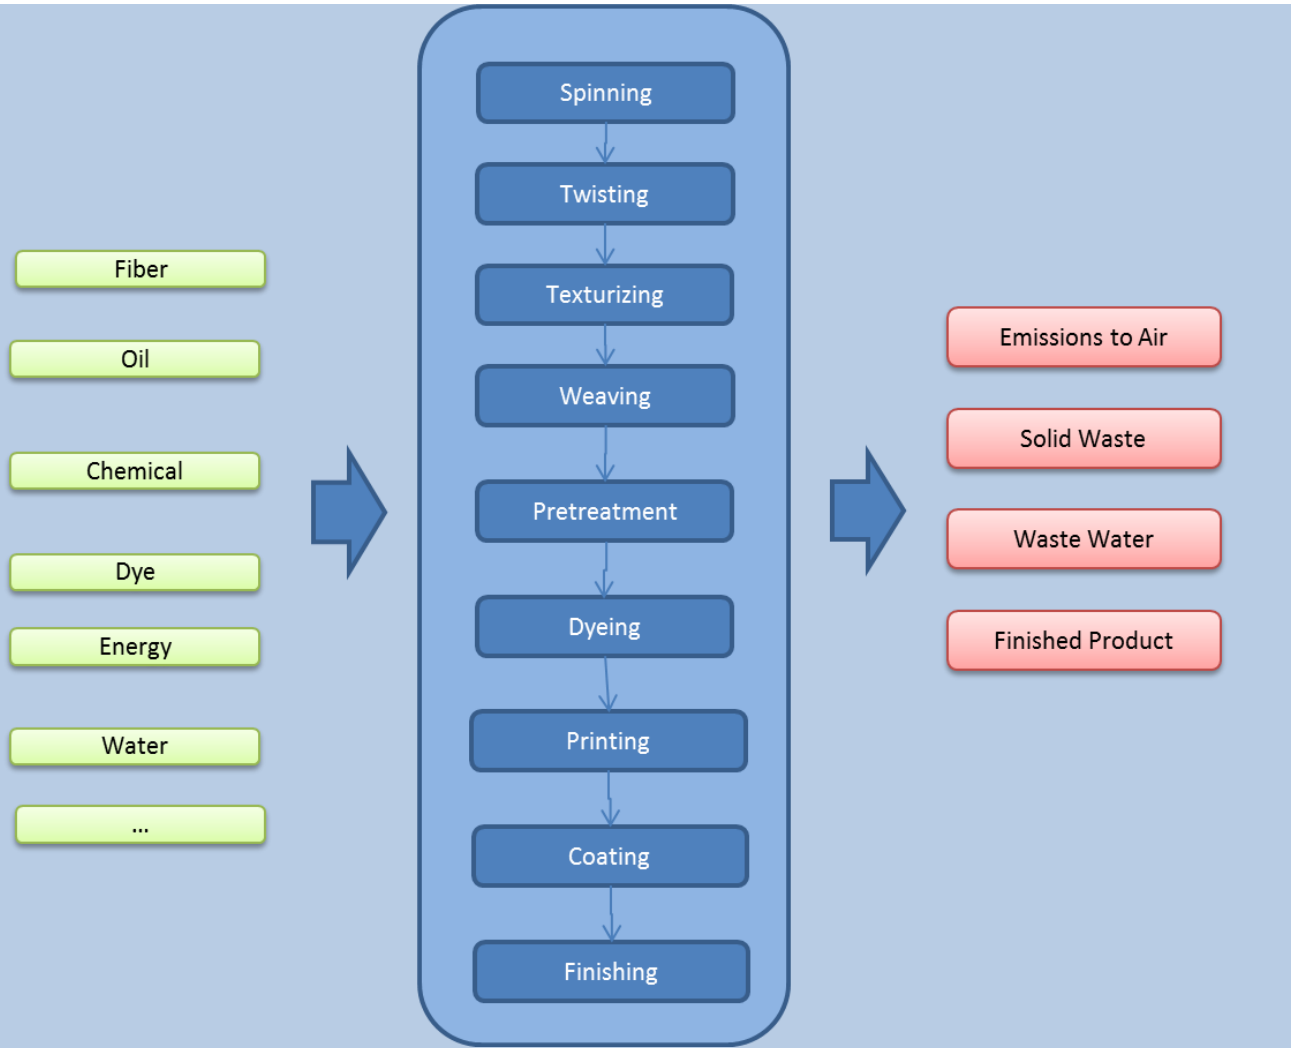 Fiber
Oil
Chemical
Dye
Energy
Water
...
Spinning
Twisting
Texturizing
Weaving
Pretreatment
Dyeing
Printing
Coating
Finishing
Emissions to Air
Solid Waste
Waste Water
Finished Product